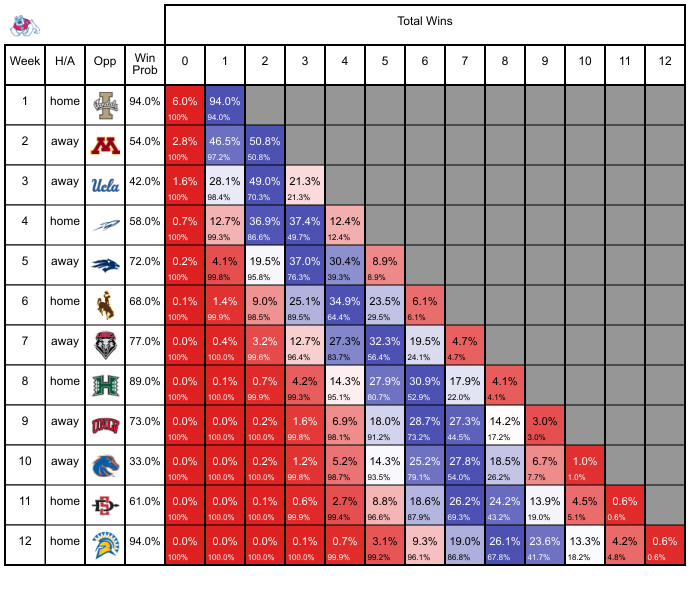 Total Wins
Week H/A Opp Win Prob 0 1 2 3 4 5 6 7 8 9 10 11 12
1 home 94.0% 6.0% 94.0%
100% 94.0%
2 away M 54.0% 2.8% 46.5% 50.8%
100% 97.2% 50.8%
3 away Ucla 42.0% 1.6% 28.1% 49.0% 21.3%
100% 98.4% 70.3% 21.3%
4 home 58.0% 0.7% 12.7% 36.9% 37.4% 12.4%
100% 99.3% 86.6% 49.7% 12.4%
5 away 72.0% 0.2% 4.1% 19.5% 37.0% 30.4% 8.9%
100% 99.8% 95.8% 76.3% 39.3% 8.9%
6 home 68.0% 0.1% 1.4% 9.0% 25.1% 34.9% 23.5% 6.1%
100% 99.9% 98.5% 89.5% 64.4% 29.5% 6.1%
7 away 77.0% 0.0% 0.4% 3.2% 12.7% 27.3% 32.3% 19.5% 4.7%
100% 100.0% 99.6% 96.4% 83.7% 56.4% 24.1% 4.7%
8 home H 89.0% 0.0% 0.1% 0.7% 4.2% 14.3% 27.9% 30.9% 17.9% 4.1%
100% 100.0% 99.9% 99.3% 95.1% 80.7% 52.9% 22.0% 4.1%
9 away UNLV 73.0% 0.0% 0.0% 0.2% 1.6% 6.9% 18.0% 28.7% 27.3% 14.2% 3.0%
100% 100.0% 100.0% 99.8% 98.1% 91.2% 73.2% 44.5% 17.2% 3.0%
10 away 33.0% 0.0% 0.0% 0.2% 1.2% 5.2% 14.3% 25.2% 27.8% 18.5% 6.7% 1.0%
100% 100.0% 100.0% 99.8% 98.7% 93.5% 79.1% 54.0% 26.2% 7.7% 1.0%
11 home SD 61.0% 0.0% 0.0% 0.1% 0.6% 2.7% 8.8% 18.6% 26.2% 24.2% 13.9% 4.5% 0.6%
100% 100.0% 100.0% 99.9% 99.4% 96.6% 87.9% 69.3% 43.2% 19.0% 5.1% 0.6%
12 home 94.0% 0.0% 0.0% 0.0% 0.1% 0.7% 3.1% 9.3% 19.0% 26.1% 23.6% 13.3% 4.2% 0.6%
100% 100.0% 100.0% 100.0% 99.9% 99.2% 96.1% 86.8% 67.8% 41.7% 18.2% 4.8% 0.6%